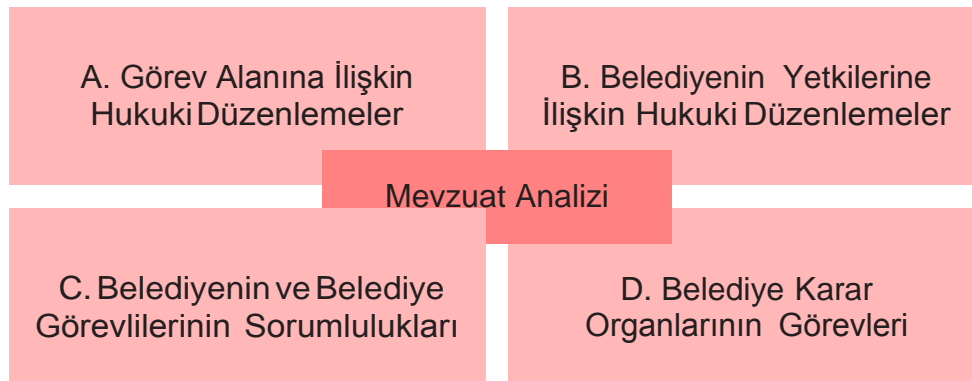 A. Görev Alanına İlişkin
Hukuki Düzenlemeler
B. Belediyenin Yetkilerine
İlişkin Hukuki Düzenlemeler
Mevzuat Analizi
C. Belediyenin ve Belediye
Görevlilerinin Sorumlulukları
D. Belediye Karar
Organlarının Görevleri